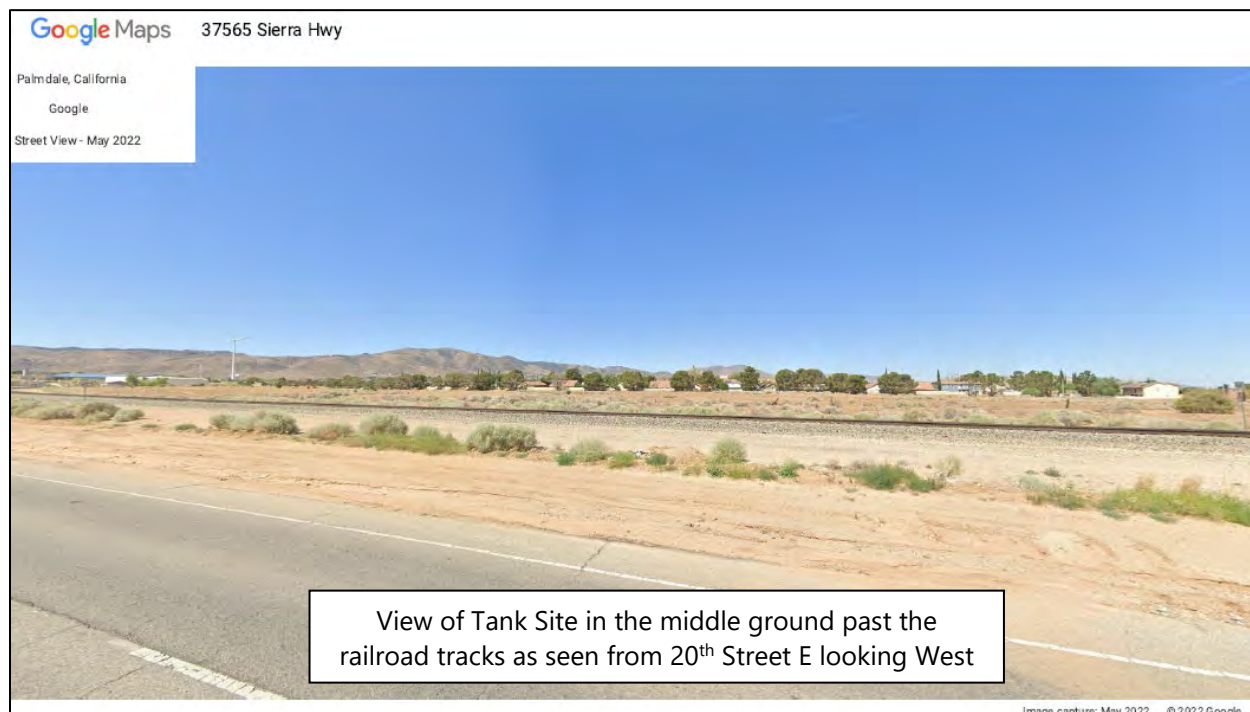 Google Maps 37565 Sierra Hwy
Palmdale, California
Google
Street View - May 2022
View of Tank Site in the middle ground past the
railroad tracks as seen from 20th Street E looking West
Image capture: May 2022 © 2022 Google